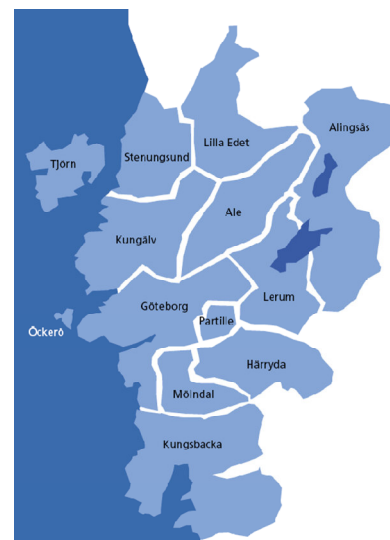 Alingsås
Lilla Edet
Stenungsund
Tjörn
Ale
Kungälv
Lerum
Göteborg
Partille
Öckerö
Härryda
Mölndal
Kungsbacka